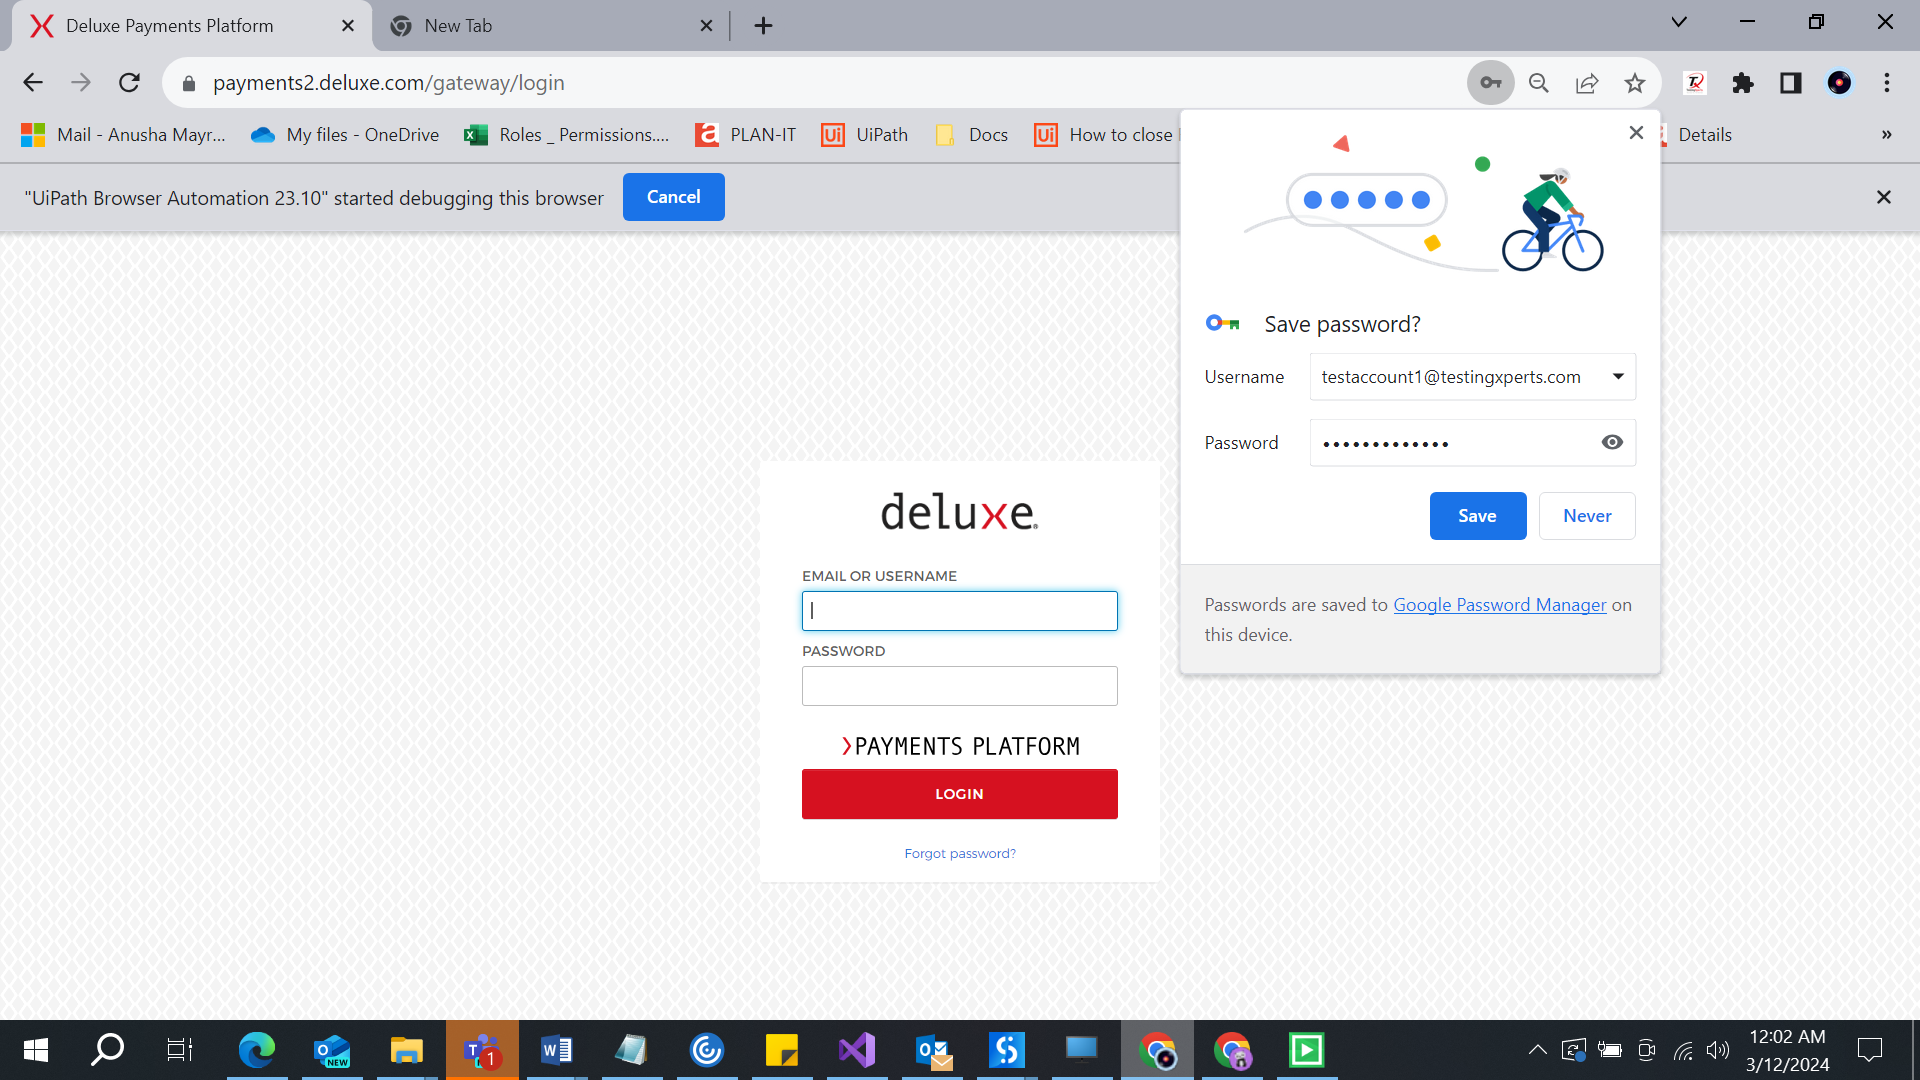 Deluxe Payments Platform
New Tab
payments2.deluxe.com/gateway/login
Mail - Anusha Mayr...
My files - OneDrive
Roles _ Permissions....
PLAN-IT
UiPath
Docs
How to close
Details
"UiPath Browser Automation 23.10" started debugging this browser
Cancel
Save password?
Username
testaccount1@testingxperts.com
Password
•••••••••••••
Save
Never
Passwords are saved to Google Password Manager on
this device.
deluxe.
EMAIL OR USERNAME
PASSWORD
PAYMENTS PLATFORM
LOGIN
Forgot password?
NEW
1
12:02 AM
3/12/2024